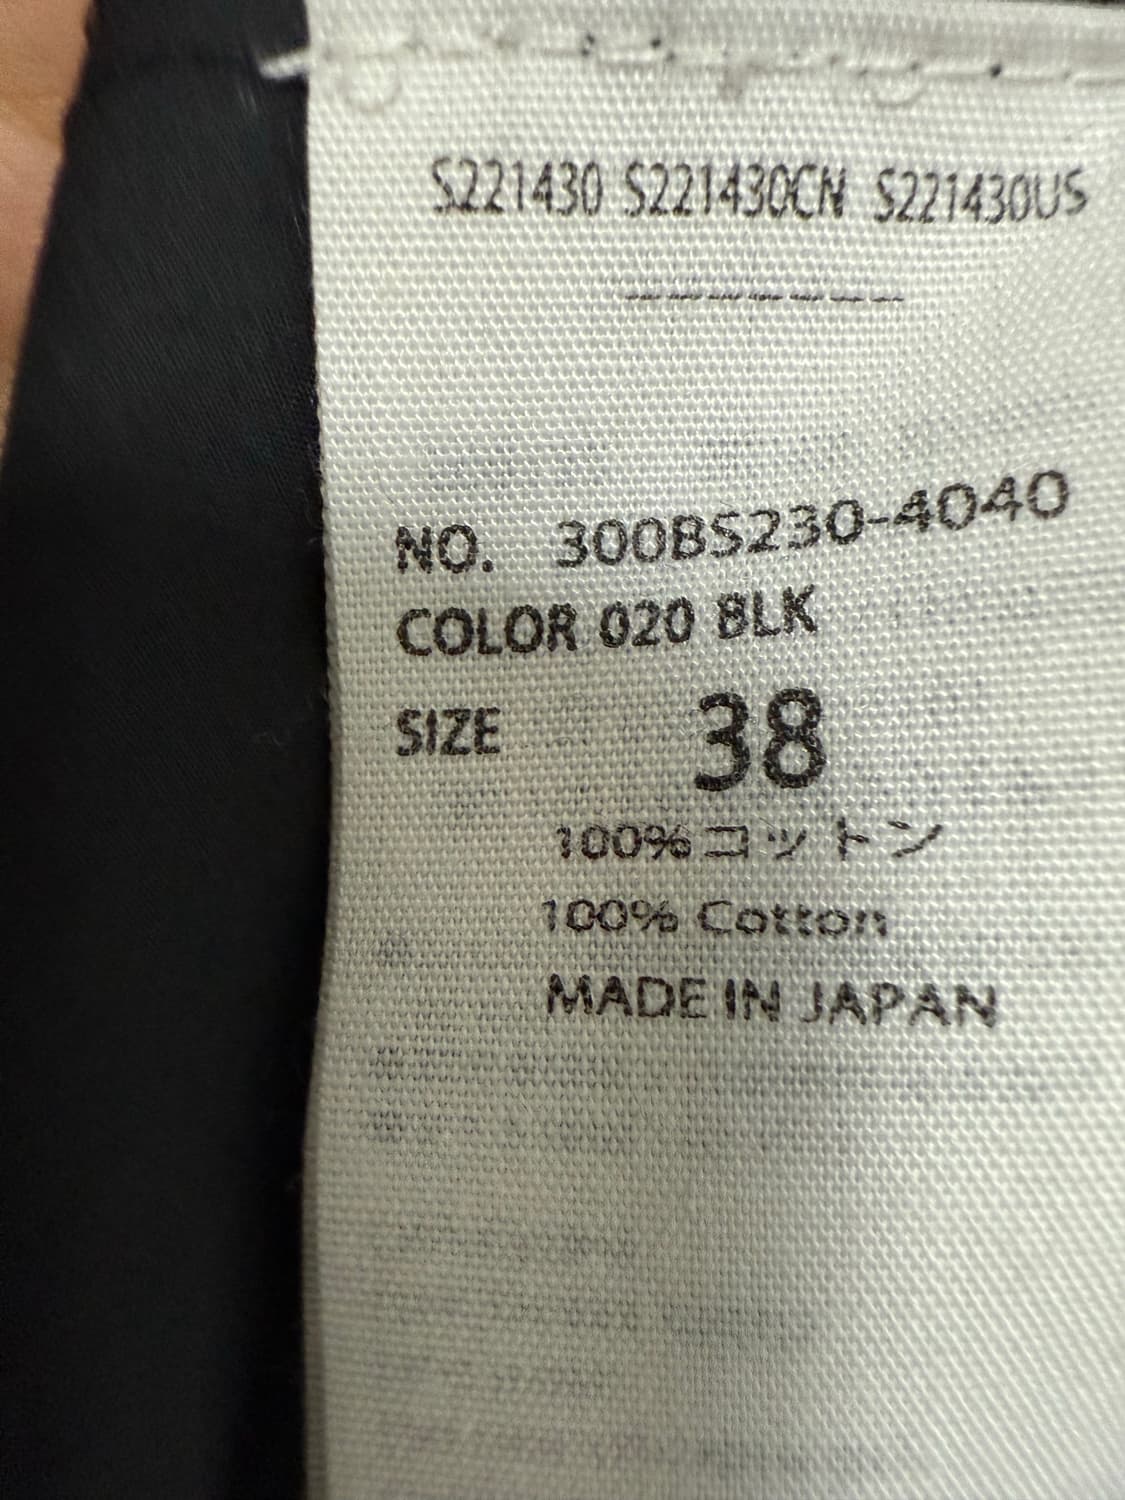 S221430 S221430CN S221430US
-------
NO. 300BS230-4040
COLOR 020 BLK
SIZE 38
100%コットン
100% Cotton
MADE IN JAPAN